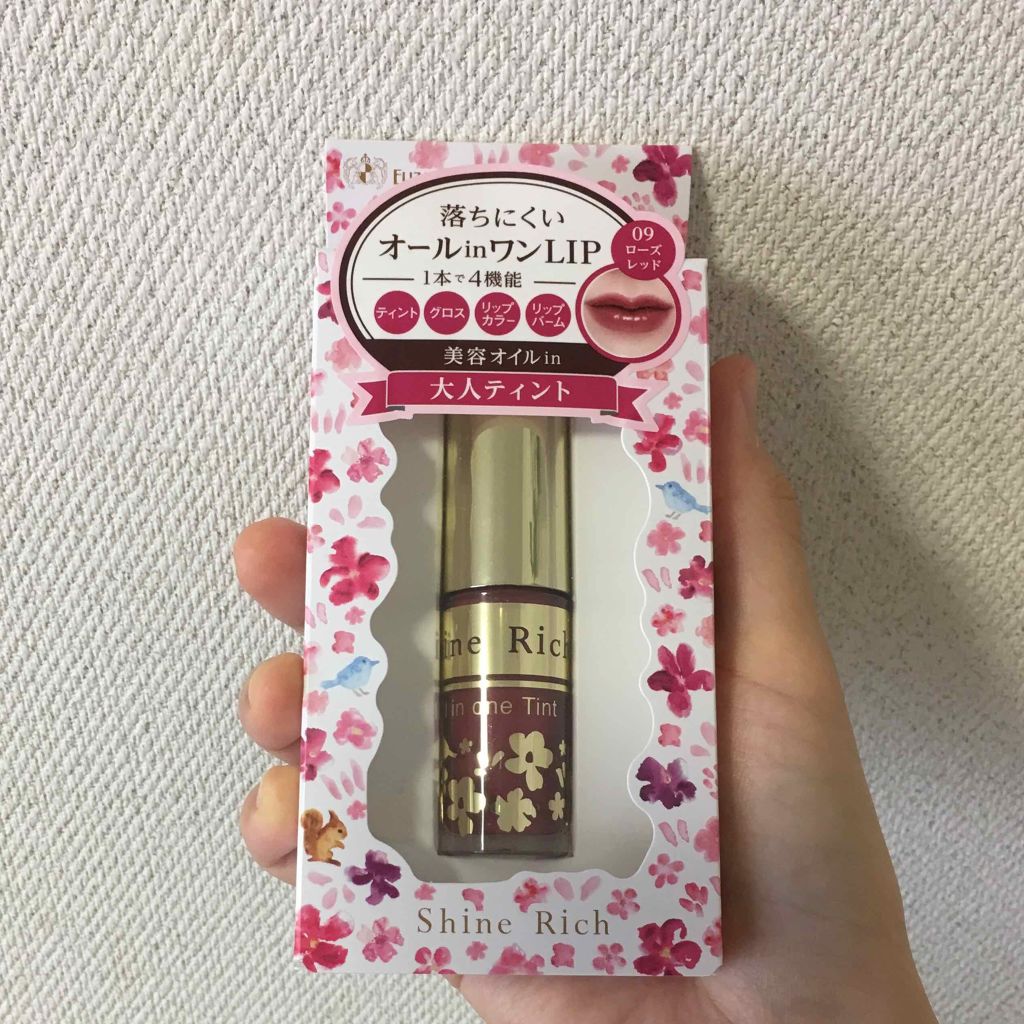 落ちにくい
オールinワンLIP
1本で4機能
ティント
グロス
リップ
カラー
リップ
バーム
09
ローズ
レッド
美容オイルin
大人ティント
ine Rich
in one Tint
Shine Rich